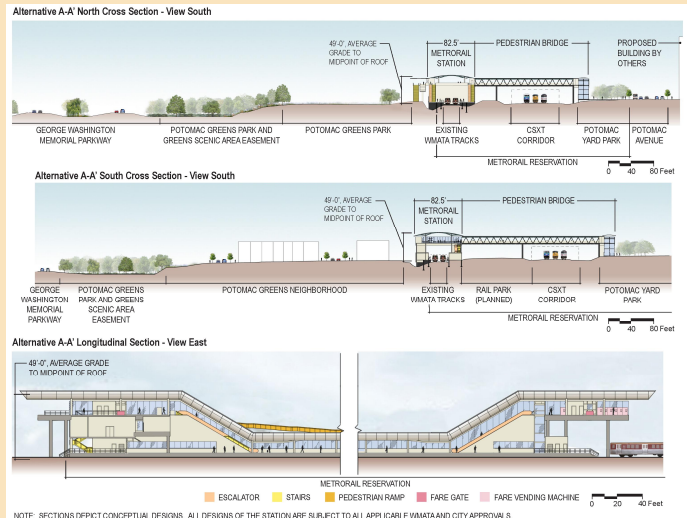 Alternative A-A' North Cross Section - View South
49'-0", AVERAGE
GRADE TO
MIDPOINT OF ROOF
82.5'
METRORAIL
STATION
PEDESTRIAN BRIDGE
PROPOSED
BUILDING BY
OTHERS
GEORGE WASHINGTON
MEMORIAL PARKWAY
POTOMAC GREENS PARK AND
GREENS SCENIC AREA EASEMENT
POTOMAC GREENS PARK
EXISTING
WMATA TRACKS
CSXT
CORRIDOR
POTOMAC
YARD PARK
POTOMAC
AVENUE
METRORAIL RESERVATION
0 40 80 Feet
Alternative A-A' South Cross Section - View South
49'-0", AVERAGE
GRADE TO
MIDPOINT OF ROOF
82.5'
METRORAIL
STATION
PEDESTRIAN BRIDGE
GEORGE
WASHINGTON
MEMORIAL
PARKWAY
POTOMAC GREENS
PARK AND GREENS
SCENIC AREA
EASEMENT
POTOMAC GREENS NEIGHBORHOOD
EXISTING
WMATA TRACKS
RAIL PARK
(PLANNED)
CSXT
CORRIDOR
POTOMAC YARD
PARK
METRORAIL RESERVATION
0 40 80 Feet
Alternative A-A' Longitudinal Section - View East
49'-0", AVERAGE GRADE
TO MIDPOINT OF ROOF
METRORAIL RESERVATION
ESCALATOR
STAIRS
PEDESTRIAN RAMP
FARE GATE
FARE VENDING MACHINE
0 20 40 Feet
NOTE: SECTIONS DEPICT CONCEPTUAL DESIGNS. ALL DESIGNS OF THE STATION ARE SUBJECT TO ALL APPLICABLE WMATA AND CITY APPROVALS